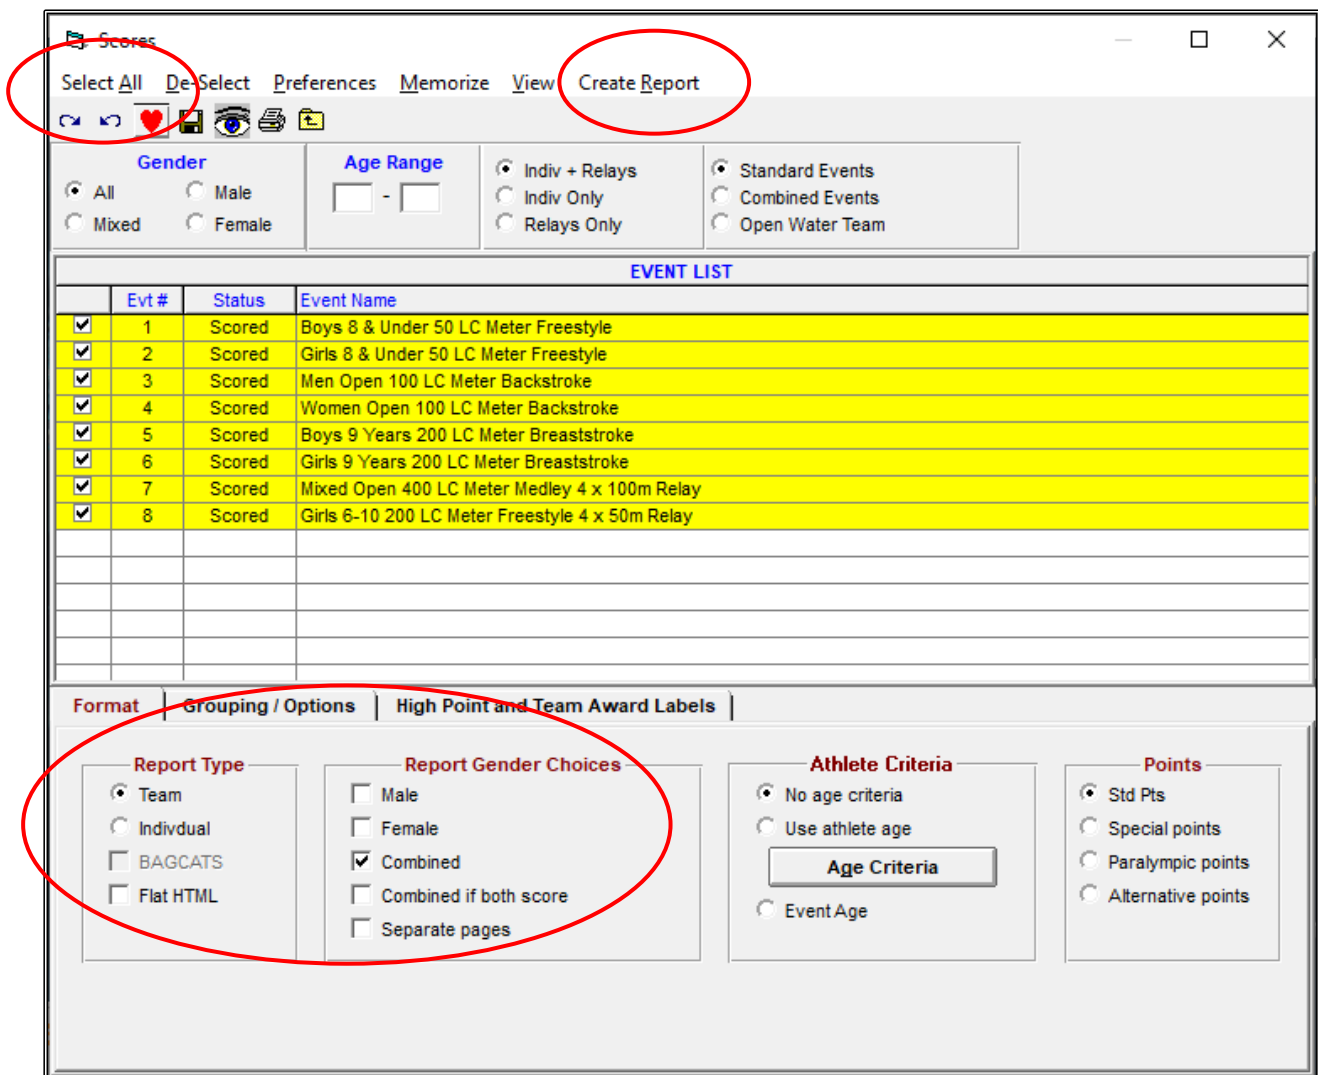 Scores
Select All De-Select Preferences Memorize View Create Report
Gender Age Range
All Male - Indiv + Relays Standard Events
Indiv Only Combined Events
Mixed Female Relays Only Open Water Team
EVENT LIST
Evt # Status Event Name
1 Scored Boys 8 & Under 50 LC Meter Freestyle
2 Scored Girls 8 & Under 50 LC Meter Freestyle
3 Scored Men Open 100 LC Meter Backstroke
4 Scored Women Open 100 LC Meter Backstroke
5 Scored Boys 9 Years 200 LC Meter Breaststroke
6 Scored Girls 9 Years 200 LC Meter Breaststroke
7 Scored Mixed Open 400 LC Meter Medley 4 x 100m Relay
8 Scored Girls 6-10 200 LC Meter Freestyle 4 x 50m Relay
Format Grouping / Options High Point and Team Award Labels
Report Type Report Gender Choices Athlete Criteria Points
Team Male No age criteria Std Pts
Indivdual Female Use athlete age Special points
BAGCATS Combined Age Criteria Paralympic points
Flat HTML Combined if both score Event Age Alternative points
Separate pages